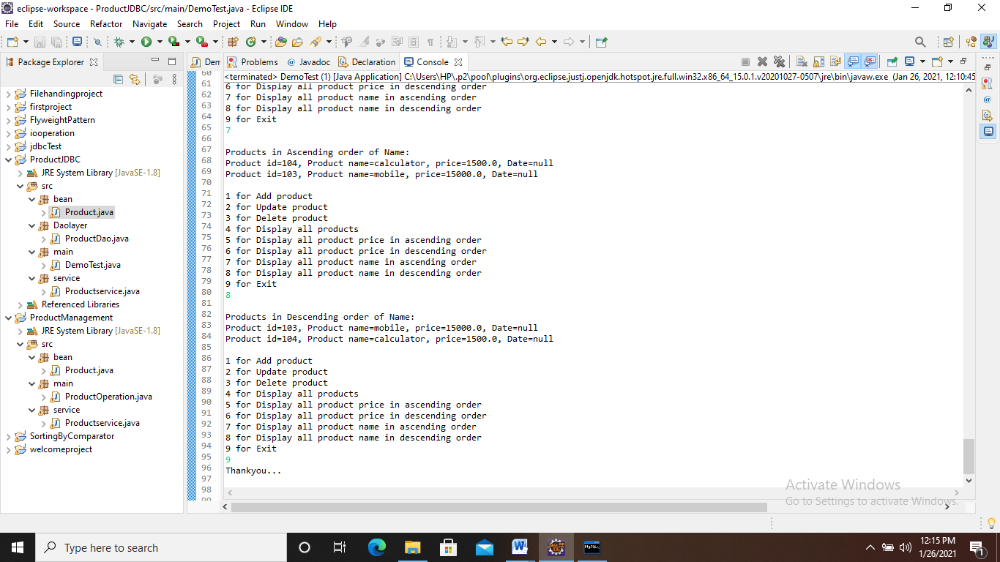 eclipse-workspace - ProductJDBC/src/main/DemoTest.java - Eclipse IDE
File Edit Source Refactor Navigate Search Project Run Window Help
Package Explorer
Filehandingproject
firstproject
FlyweightPattern
iooperation
jdbcTest
ProductJDBC
JRE System Library [JavaSE-1.8]
src
bean
Product.java
Daolayer
ProductDao.java
main
DemoTest.java
service
Productservice.java
Referenced Libraries
ProductManagement
JRE System Library [JavaSE-1.8]
src
bean
Product.java
main
ProductOperation.java
service
Productservice.java
SortingByComparator
welcomeproject
Dem
60
61
62
63
64
65
66
67
68
69
70
71
72
73
74
75
76
77
78
79
80
81
82
83
84
85
86
87
88
89
90
91
92
93
94
95
96
97
98
99
Problems @ Javadoc Declaration Console
<terminated> DemoTest (1) [Java Application] C:\Users\HP\.p2\pool\plugins\org.eclipse.justj.openjdk.hotspot.jre.full.win32.x86_64_15.0.1.v20201027-0507\jre\bin\javaw.exe (Jan 26, 2021, 12:10:45
6 for Display all product price in descending order
7 for Display all product name in ascending order
8 for Display all product name in descending order
9 for Exit
7
Products in Ascending order of Name:
Product id=104, Product name=calculator, price=1500.0, Date=null
Product id=103, Product name=mobile, price=15000.0, Date=null
1 for Add product
2 for Update product
3 for Delete product
4 for Display all products
5 for Display all product price in ascending order
6 for Display all product price in descending order
7 for Display all product name in ascending order
8 for Display all product name in descending order
9 for Exit
8
Products in Descending order of Name:
Product id=103, Product name=mobile, price=15000.0, Date=null
Product id=104, Product name=calculator, price=1500.0, Date=null
1 for Add product
2 for Update product
3 for Delete product
4 for Display all products
5 for Display all product price in ascending order
6 for Display all product price in descending order
7 for Display all product name in ascending order
8 for Display all product name in descending order
9 for Exit
9
Thankyou...
Activate Windows
Go to Settings to activate Windows.
Type here to search
12:15 PM
1/26/2021
1